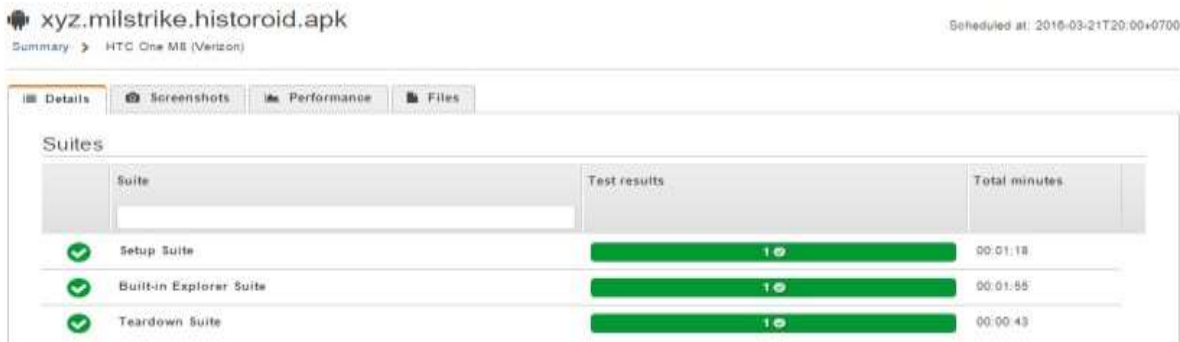 xyz.milstrike.historoid.apk
Scheduled at: 2016-03-21T20:00+0700
Summary > HTC One M8 (Verizon)
Details Screenshots Performance Files
Suites
Suite Test results Total minutes
Setup Suite 1 00:01:18
Built-in Explorer Suite 1 00:01:55
Teardown Suite 1 00:00:43